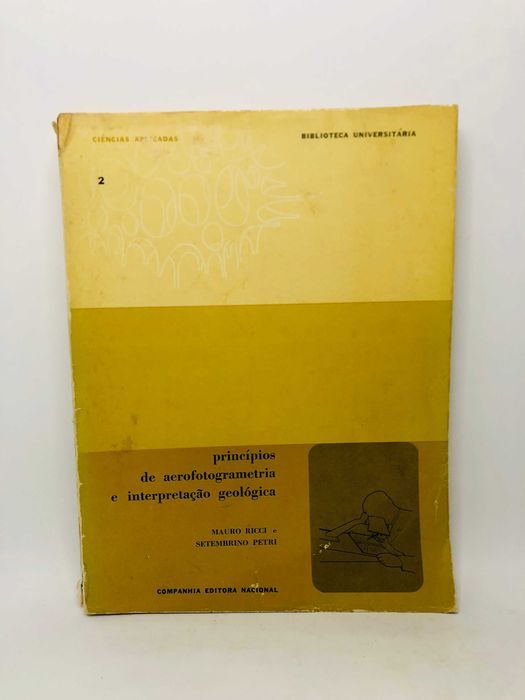 CIÊNCIAS APLICADAS
BIBLIOTECA UNIVERSITÁRIA
2
princípios
de aerofotogrametria
e interpretação geológica
MAURO RICCI e
SETEMBRINO PETRI
COMPANHIA EDITORA NACIONAL